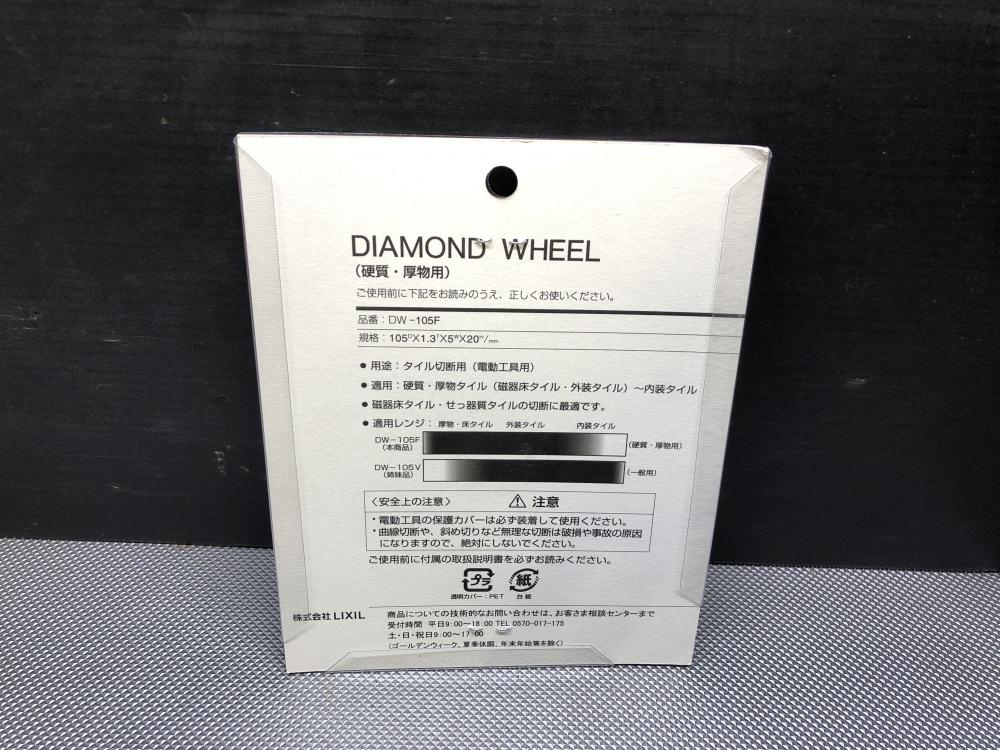 DIAMOND WHEEL
（硬質・厚物用）
ご使用前に下記をお読みのうえ、正しくお使いください。
品番：DW-105F
規格：105ᴰX1.3ᵀX5ᵂX20ᴴ/mm
● 用途：タイル切断用（電動工具用）
● 適用：硬質・厚物タイル（磁器床タイル・外装タイル）～内装タイル
● 磁器床タイル・せっ器質タイルの切断に最適です。
● 適用レンジ： 厚物・床タイル 外装タイル 内装タイル
DW-105F
（本商品）
（硬質・厚物用）
DW-105V
（姉妹品）
（一般用）
〈安全上の注意〉 ⚠ 注意
・電動工具の保護カバーは必ず装着して使用ください。
・曲線切断や、斜め切りなど無理な切断は破損や事故の原因
になりますので、絶対にしないでください。
ご使用前に付属の取扱説明書を必ずお読みください。
プラ 紙
透明カバー：PET 台紙
株式会社 LIXIL
商品についての技術的なお問い合わせは、お客さま相談センターまで
受付時間 平日9:00～18:00 TEL 0570-017-175
土・日・祝日9:00～17:00
（ゴールデンウィーク、夏季休暇、年末年始等を除く）